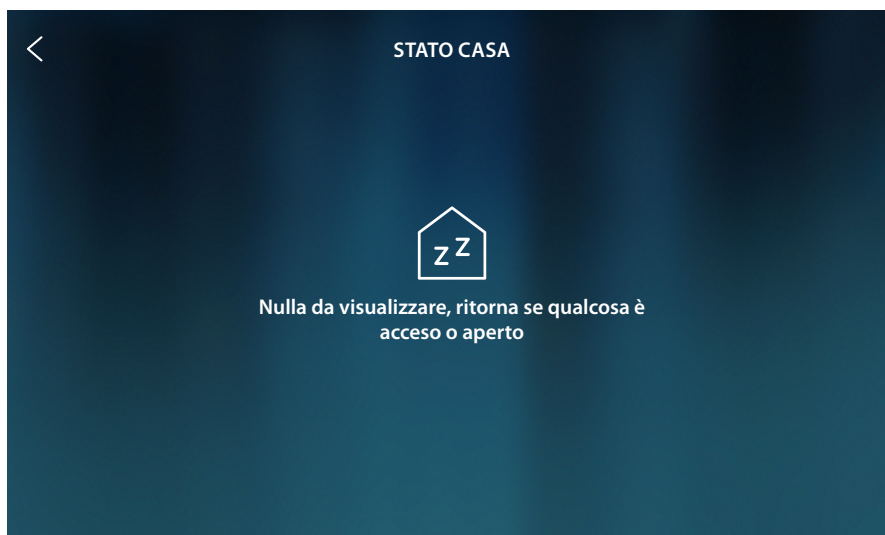 STATO CASA
z Z
Nulla da visualizzare, ritorna se qualcosa è
acceso o aperto